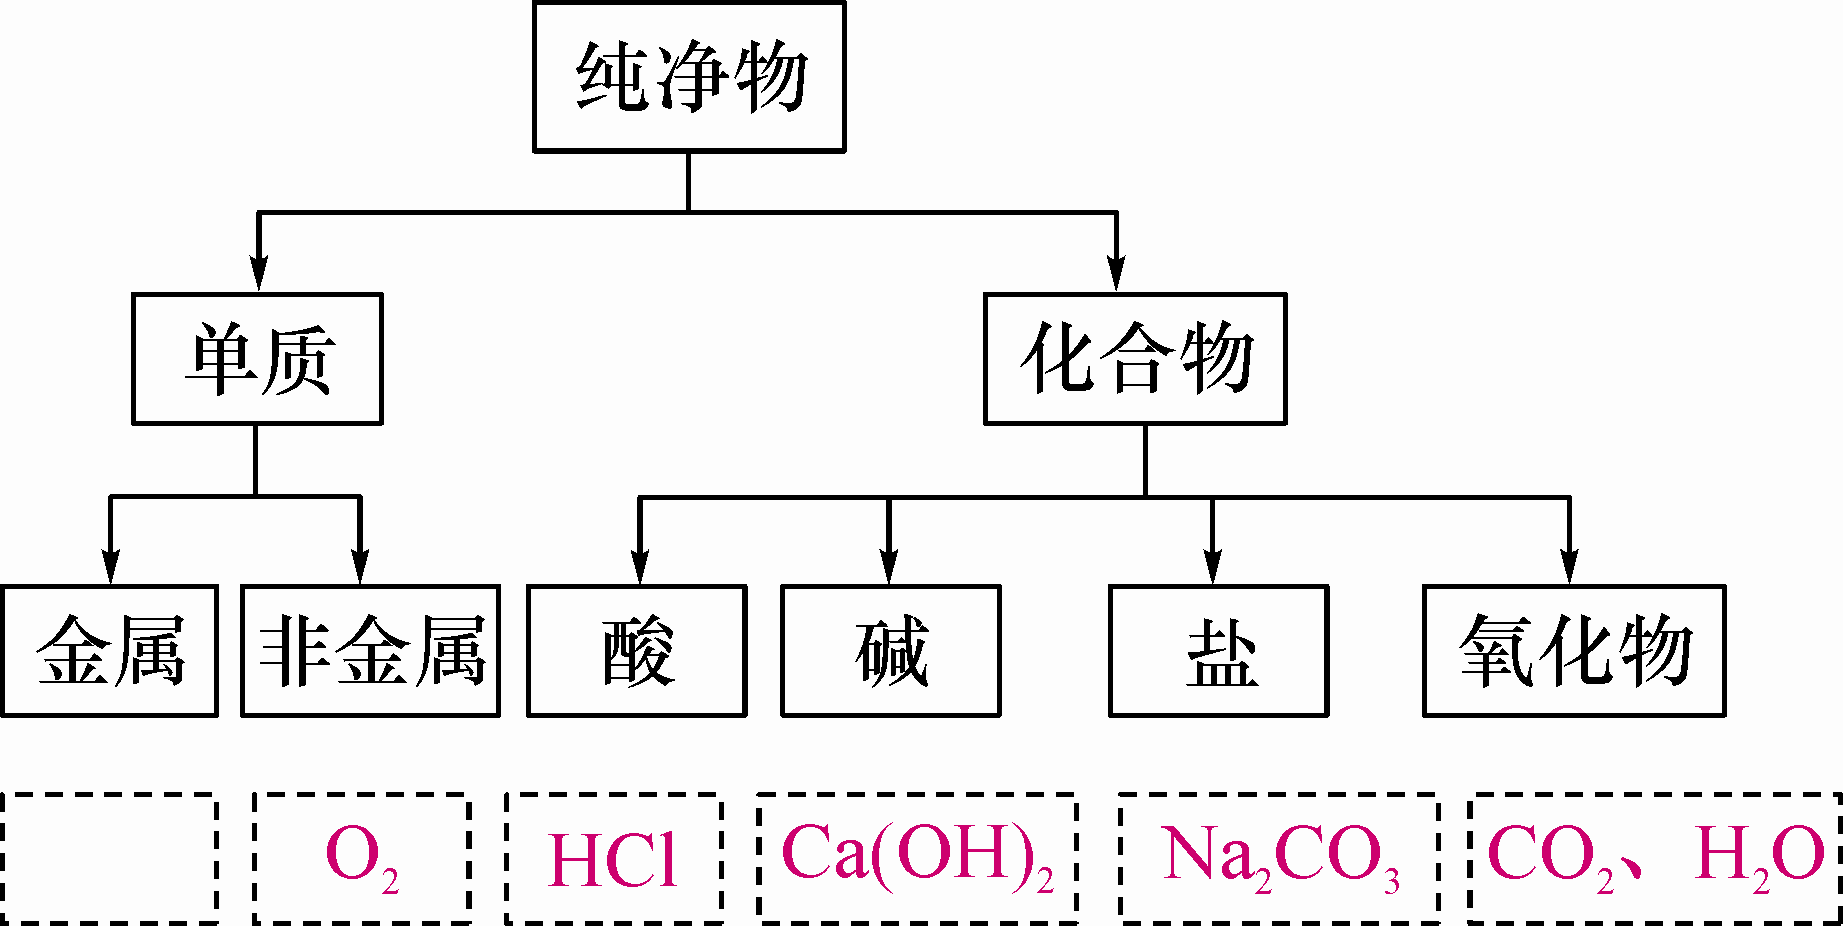 纯净物
单质 化合物
金属 非金属 酸 碱 盐 氧化物
O₂ HCl Ca(OH)₂ Na₂CO₃ CO₂、H₂O